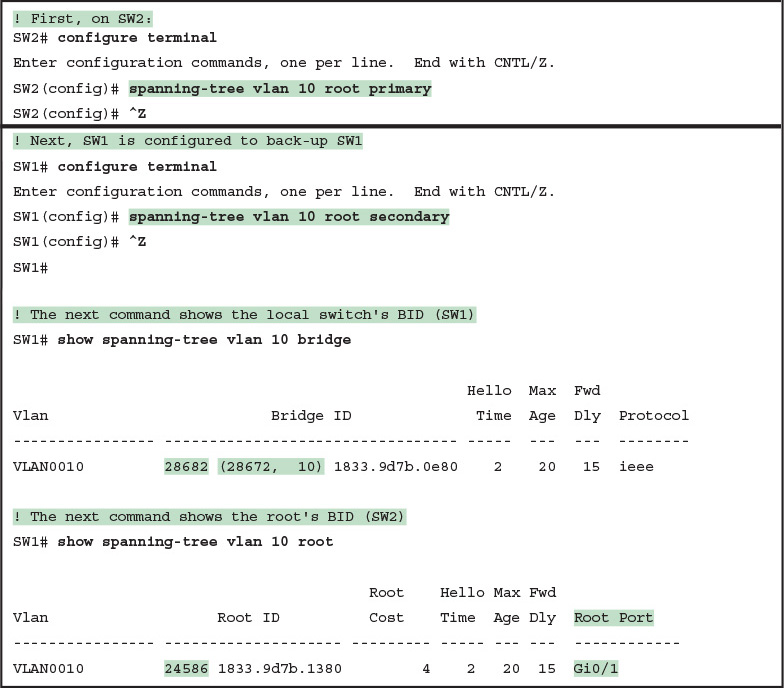 ! First, on SW2:
SW2# configure terminal
Enter configuration commands, one per line.  End with CNTL/Z.
SW2(config)# spanning-tree vlan 10 root primary
SW2(config)# ^Z
! Next, SW1 is configured to back-up SW1
SW1# configure terminal
Enter configuration commands, one per line.  End with CNTL/Z.
SW1(config)# spanning-tree vlan 10 root secondary
SW1(config)# ^Z
SW1#
! The next command shows the local switch's BID (SW1)
SW1# show spanning-tree vlan 10 bridge
                                                   Hello  Max  Fwd
Vlan                         Bridge ID              Time  Age  Dly  Protocol
---------------- --------------------------------- -----  ---  ---  --------
VLAN0010         28682 (28672,  10) 1833.9d7b.0e80    2    20   15  ieee
! The next command shows the root's BID (SW2)
SW1# show spanning-tree vlan 10 root
                                        Root    Hello Max Fwd
Vlan                   Root ID          Cost    Time  Age Dly  Root Port
---------------- -------------------- --------- ----- --- ---  ------------
VLAN0010         24586 1833.9d7b.1380         4    2   20  15  Gi0/1